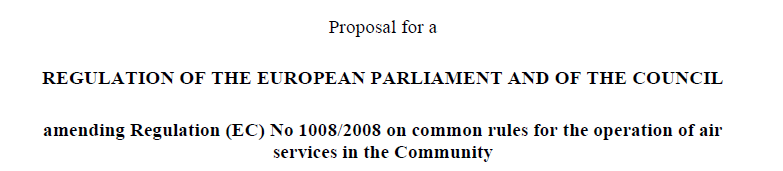 Proposal for a
REGULATION OF THE EUROPEAN PARLIAMENT AND OF THE COUNCIL
amending Regulation (EC) No 1008/2008 on common rules for the operation of air
services in the Community